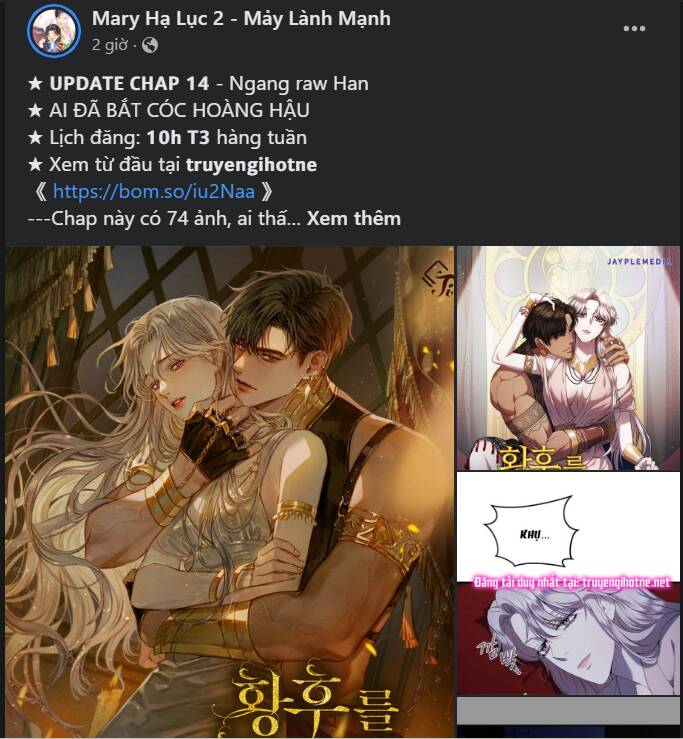 Mary Hạ Lục 2 - Mảy Lành Mạnh
2 giờ ·
★ UPDATE CHAP 14 - Ngang raw Han
★ AI ĐÃ BẮT CÓC HOÀNG HẬU
★ Lịch đăng: 10h T3 hàng tuần
★ Xem từ đầu tại truyengihotne
《 https://bom.so/iu2Naa 》
---Chap này có 74 ảnh, ai thấ... Xem thêm
JAYPLEMEDIA
황후를
황후를
KHỤ...
Đăng tải duy nhất tại: truyengihotne.net
깜빡